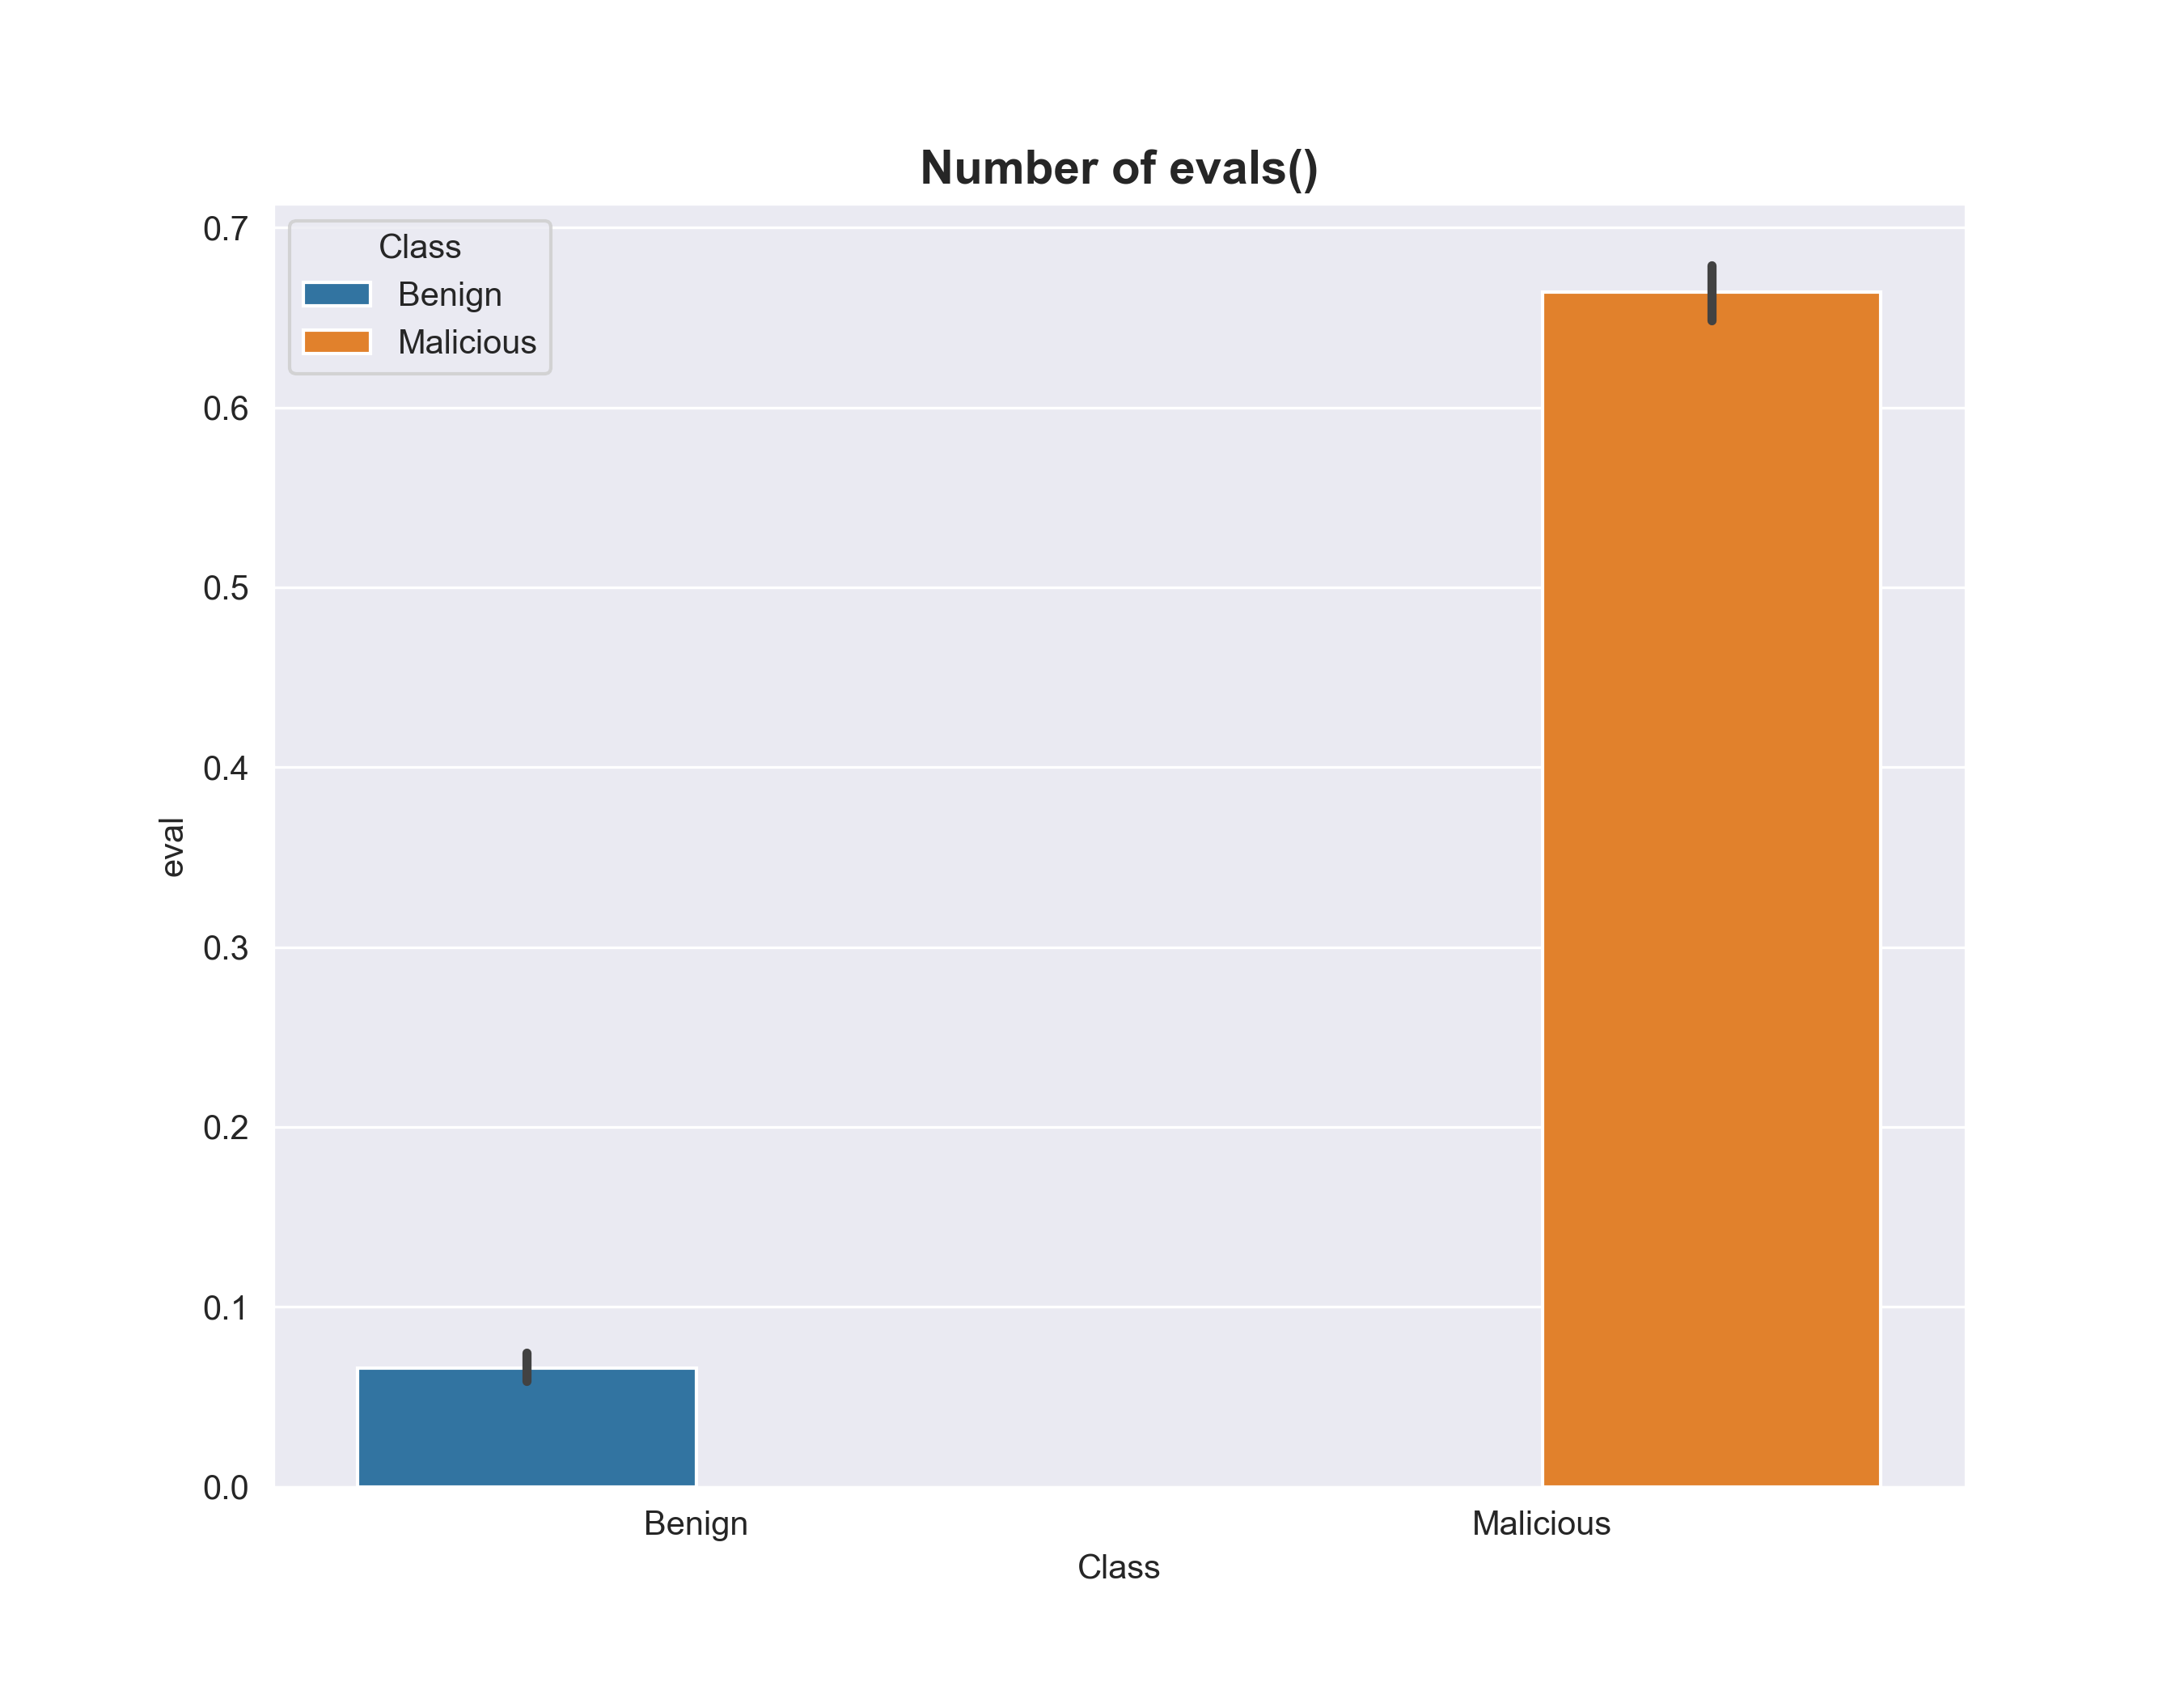 Number of evals()
Class
Benign
Malicious
0.7
0.6
0.5
0.4
0.3
0.2
0.1
0.0
eval
Benign Malicious
Class